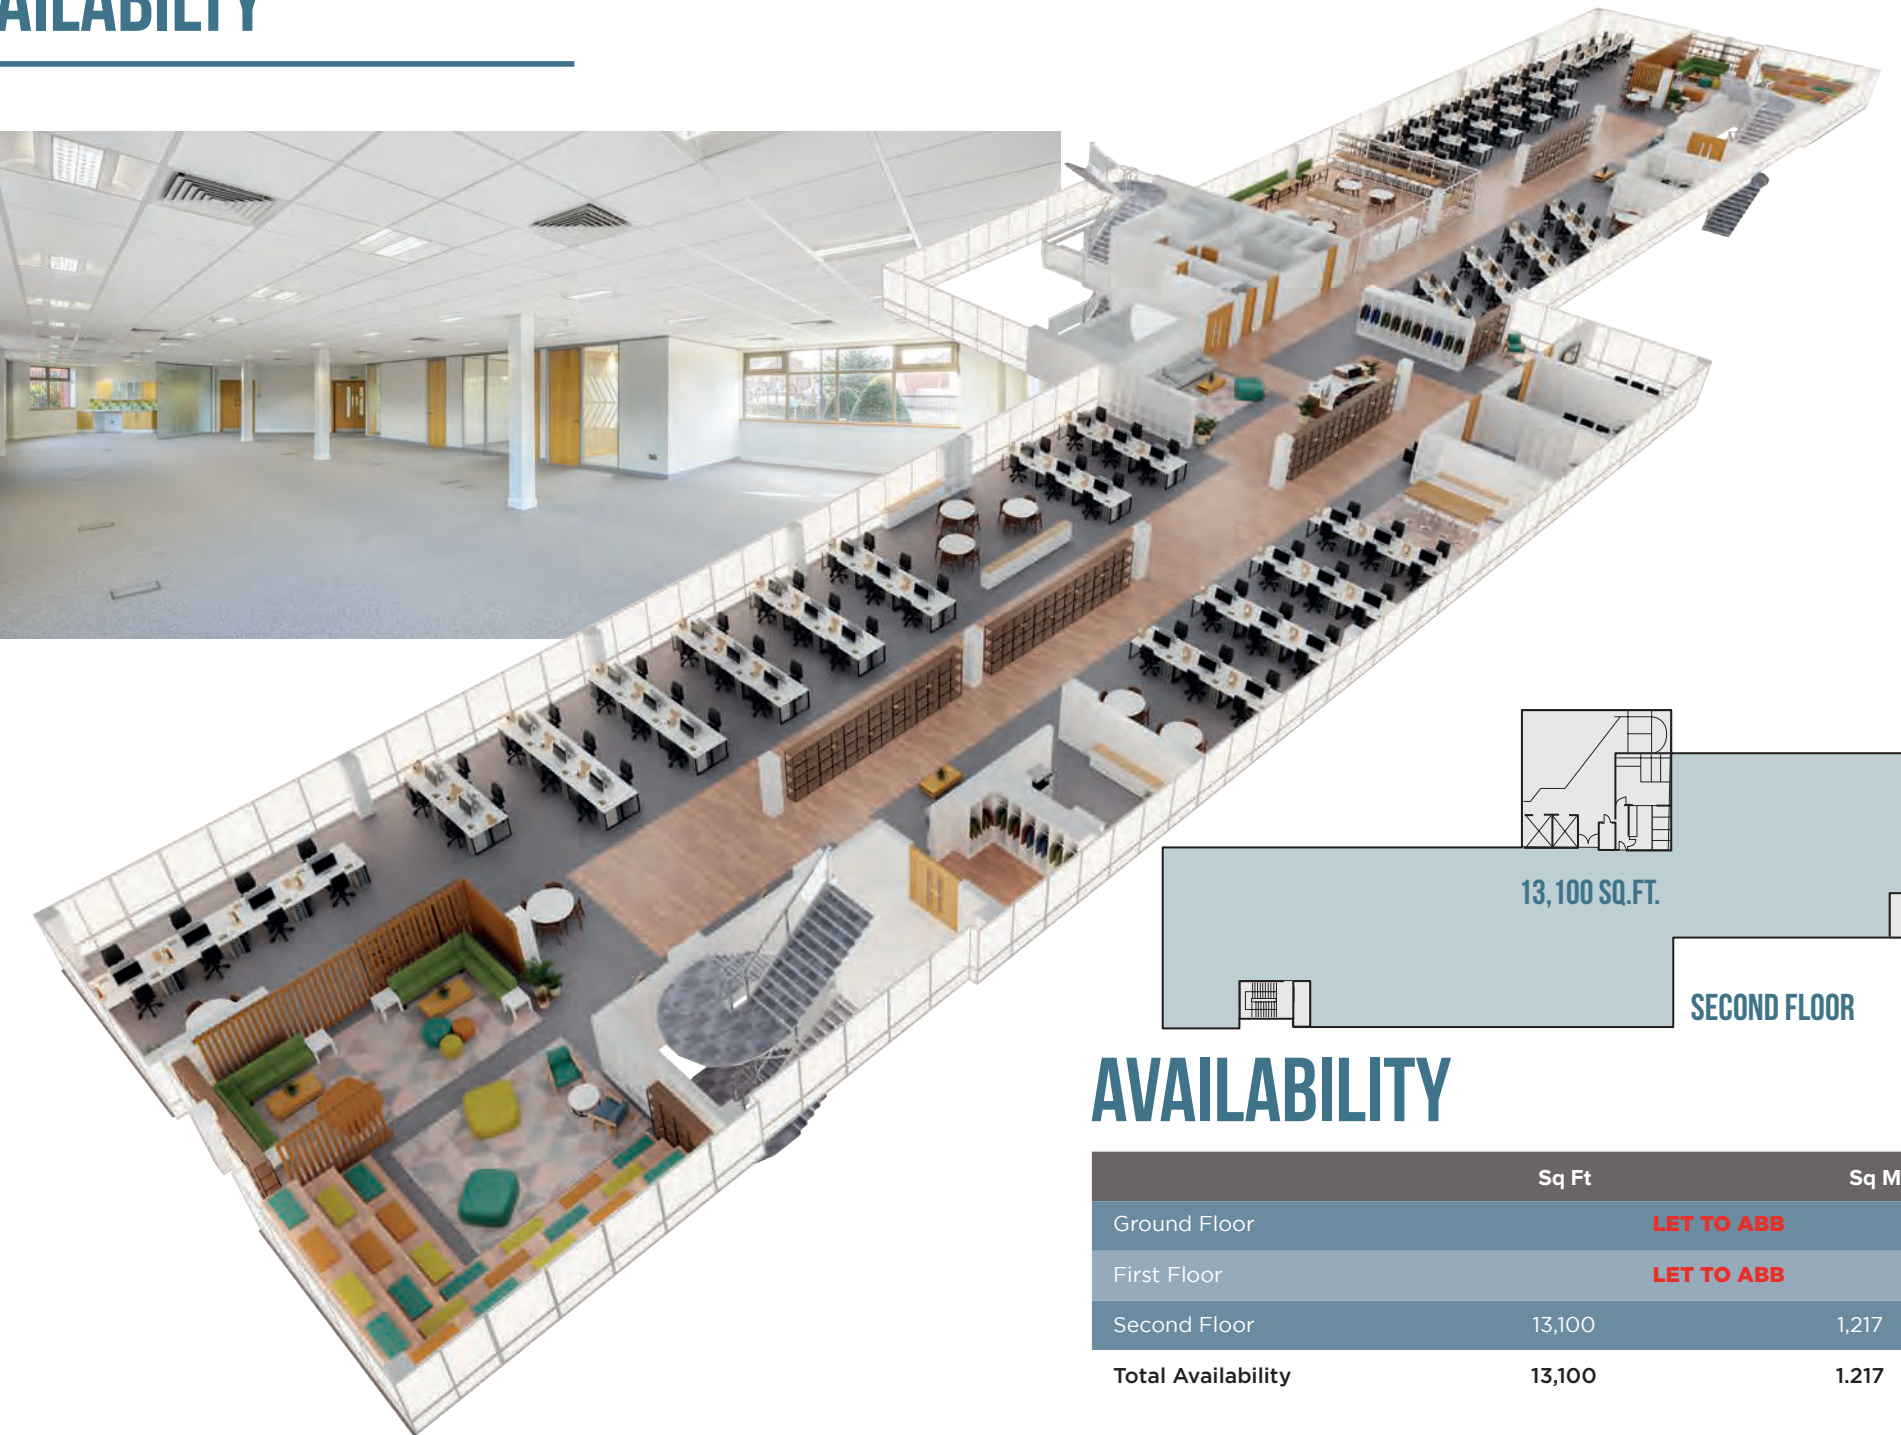 AILABILTY
13,100 SQ.FT.
SECOND FLOOR
AVAILABILITY
Sq Ft Sq M
Ground Floor LET TO ABB
First Floor LET TO ABB
Second Floor 13,100 1,217
Total Availability 13,100 1.217